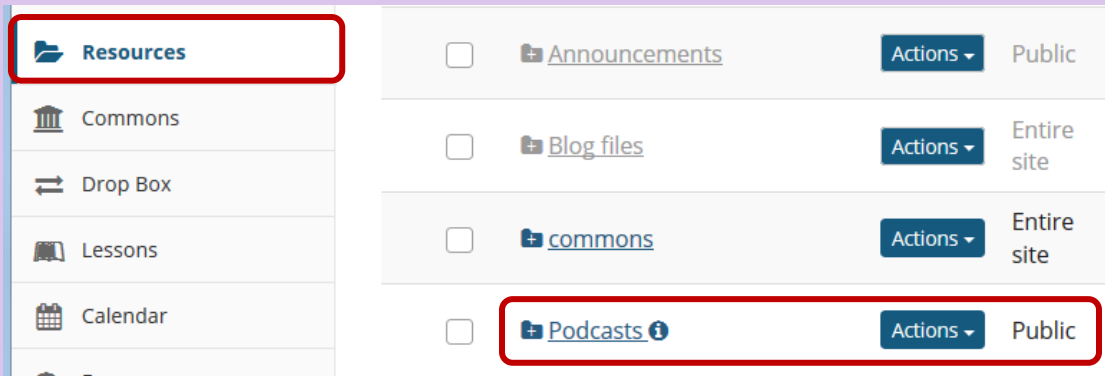 Resources
Commons
Drop Box
Lessons
Calendar
Announcements Actions Public
Blog files Actions Entire site
commons Actions Entire site
Podcasts Actions Public